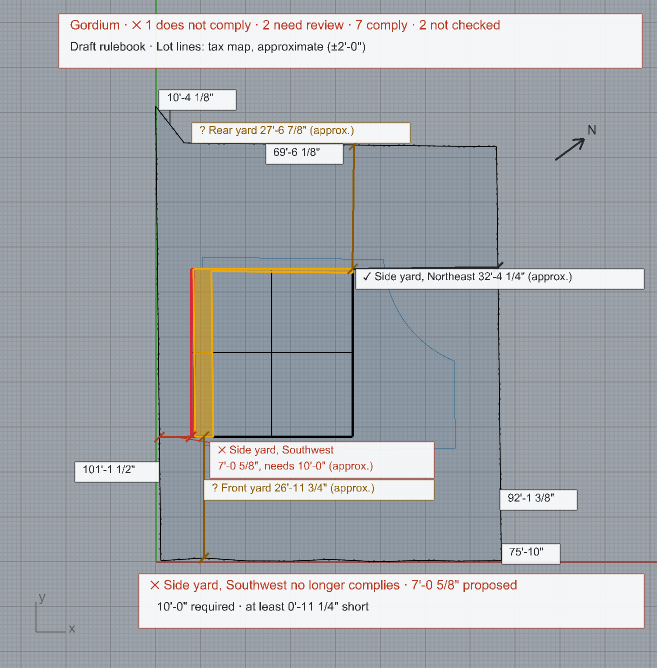 Gordium · ✕ 1 does not comply · 2 need review · 7 comply · 2 not checked
Draft rulebook · Lot lines: tax map, approximate (±2'-0")
10'-4 1/8"
? Rear yard 27'-6 7/8" (approx.)
69'-6 1/8"
N
✓ Side yard, Northeast 32'-4 1/4" (approx.)
✕ Side yard, Southwest
7'-0 5/8", needs 10'-0" (approx.)
101'-1 1/2"
? Front yard 26'-11 3/4" (approx.)
92'-1 3/8"
75'-10"
✕ Side yard, Southwest no longer complies · 7'-0 5/8" proposed
10'-0" required · at least 0'-11 1/4" short
y
x